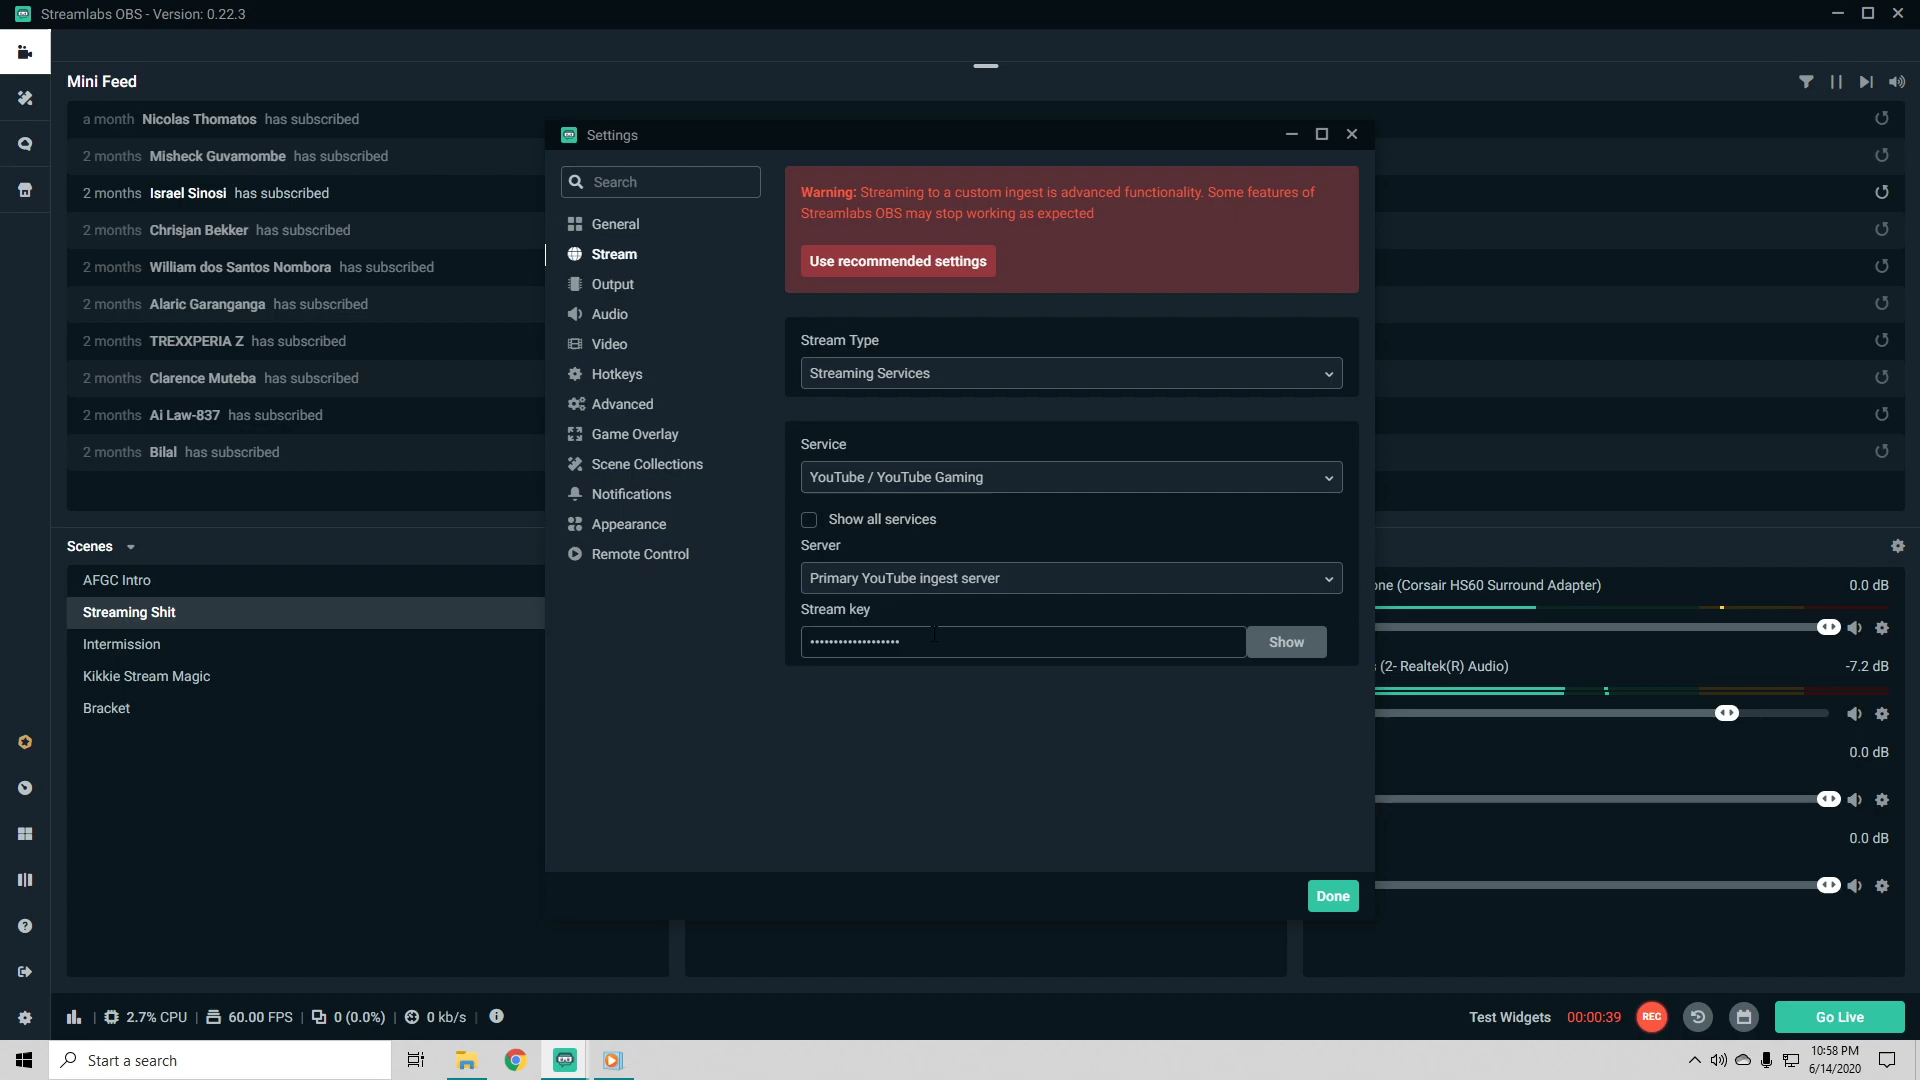 Streamlabs OBS - Version: 0.22.3
Mini Feed
a month Nicolas Thomatos has subscribed
2 months Misheck Guvamombe has subscribed
2 months Israel Sinosi has subscribed
2 months Chrisjan Bekker has subscribed
2 months William dos Santos Nombora has subscribed
2 months Alaric Garanganga has subscribed
2 months TREXXPERIA Z has subscribed
2 months Clarence Muteba has subscribed
2 months Ai Law-837 has subscribed
2 months Bilal has subscribed
Settings
Search
General
Stream
Output
Audio
Video
Hotkeys
Advanced
Game Overlay
Scene Collections
Notifications
Appearance
Remote Control
Warning: Streaming to a custom ingest is advanced functionality. Some features of
Streamlabs OBS may stop working as expected
Use recommended settings
Stream Type
Streaming Services
Service
YouTube / YouTube Gaming
Show all services
Server
Primary YouTube ingest server
Stream key
•••••••••••••••••••
Show
Done
Scenes
AFGC Intro
Streaming Shit
Intermission
Kikkie Stream Magic
Bracket
one (Corsair HS60 Surround Adapter) 0.0 dB
(2- Realtek(R) Audio) -7.2 dB
0.0 dB
0.0 dB
2.7% CPU 60.00 FPS 0 (0.0%) 0 kb/s
Test Widgets 00:00:39 REC Go Live
Start a search
10:58 PM
6/14/2020